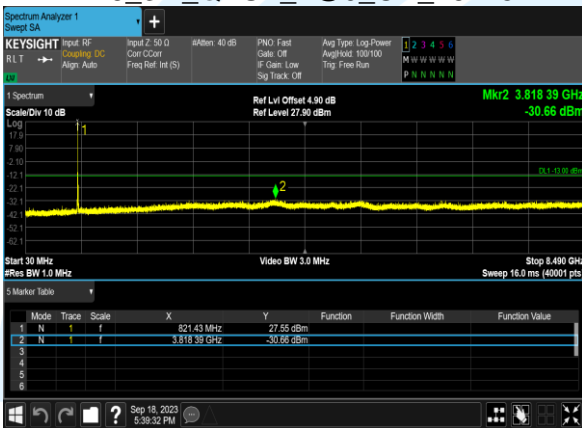 Spectrum Analyzer 1
Swept SA
+
KEYSIGHT Input: RF Input Z: 50 Ω #Atten: 40 dB PNO: Fast Avg Type: Log-Power 1 2 3 4 5 6
RLT Coupling: DC Corr CCorr Gate: Off Avg|Hold: 100/100 M W W W W W
Align: Auto Freq Ref: Int (S) IF Gain: Low Trig: Free Run
Sig Track: Off P N N N N N
LW
1 Spectrum Ref Lvl Offset 4.90 dB Mkr2 3.818 39 GHz
Scale/Div 10 dB Ref Level 27.90 dBm -30.66 dBm
Log
17.9
7.90
-2.10
-12.1
-22.1
-32.1
-42.1
-52.1
-62.1
1
DL1 -13.00 dBm
2
Start 30 MHz Video BW 3.0 MHz Stop 8.490 GHz
#Res BW 1.0 MHz Sweep 16.0 ms (40001 pts
5 Marker Table
Mode Trace Scale X Y Function Function Width Function Value
1 N 1 f 821.43 MHz 27.55 dBm
2 N 1 f 3.818 39 GHz -30.66 dBm
3
4
5
6
? Sep 18, 2023
5:39:32 PM